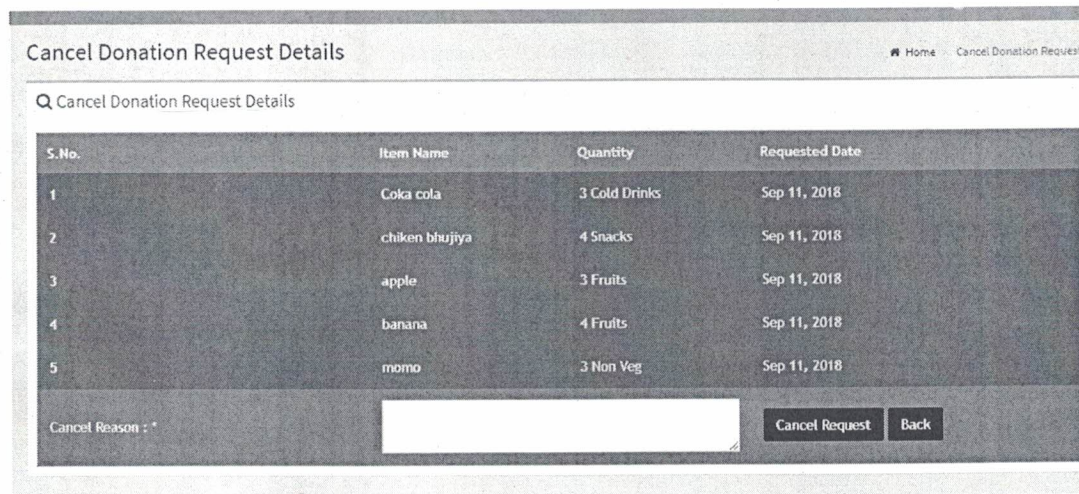 Cancel Donation Request Details
Home Cancel Donation Request
Cancel Donation Request Details
S.No. Item Name Quantity Requested Date
1 Coka cola 3 Cold Drinks Sep 11, 2018
2 chiken bhujiya 4 Snacks Sep 11, 2018
3 apple 3 Fruits Sep 11, 2018
4 banana 4 Fruits Sep 11, 2018
5 momo 3 Non Veg Sep 11, 2018
Cancel Reason : * Cancel Request Back